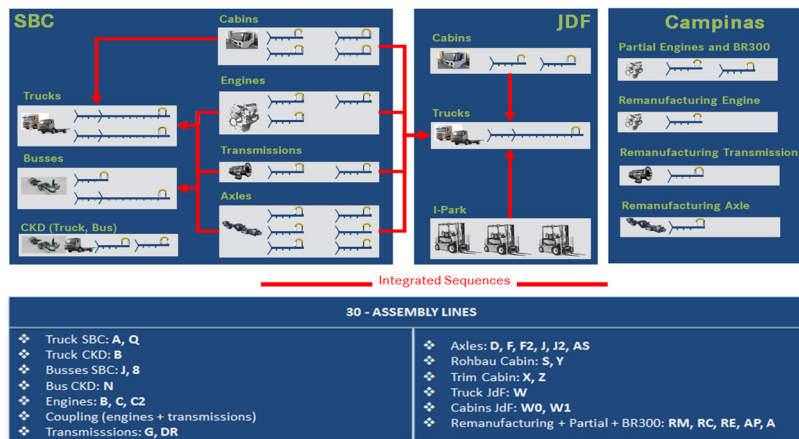 SBC
Cabins
Engines
Trucks
Transmissions
Busses
Axles
CKD (Truck, Bus)
JDF
Cabins
Trucks
I-Park
Campinas
Partial Engines and BR300
Remanufacturing Engine
Remanufacturing Transmission
Remanufacturing Axle
Integrated Sequences
30 - ASSEMBLY LINES
Truck SBC: A, Q
Truck CKD: B
Busses SBC: J, 8
Bus CKD: N
Engines: B, C, C2
Coupling (engines + transmissions)
Transmisssions: G, DR
Axles: D, F, F2, J, J2, AS
Rohbau Cabin: S, Y
Trim Cabin: X, Z
Truck JdF: W
Cabins JdF: W0, W1
Remanufacturing + Partial + BR300: RM, RC, RE, AP, A